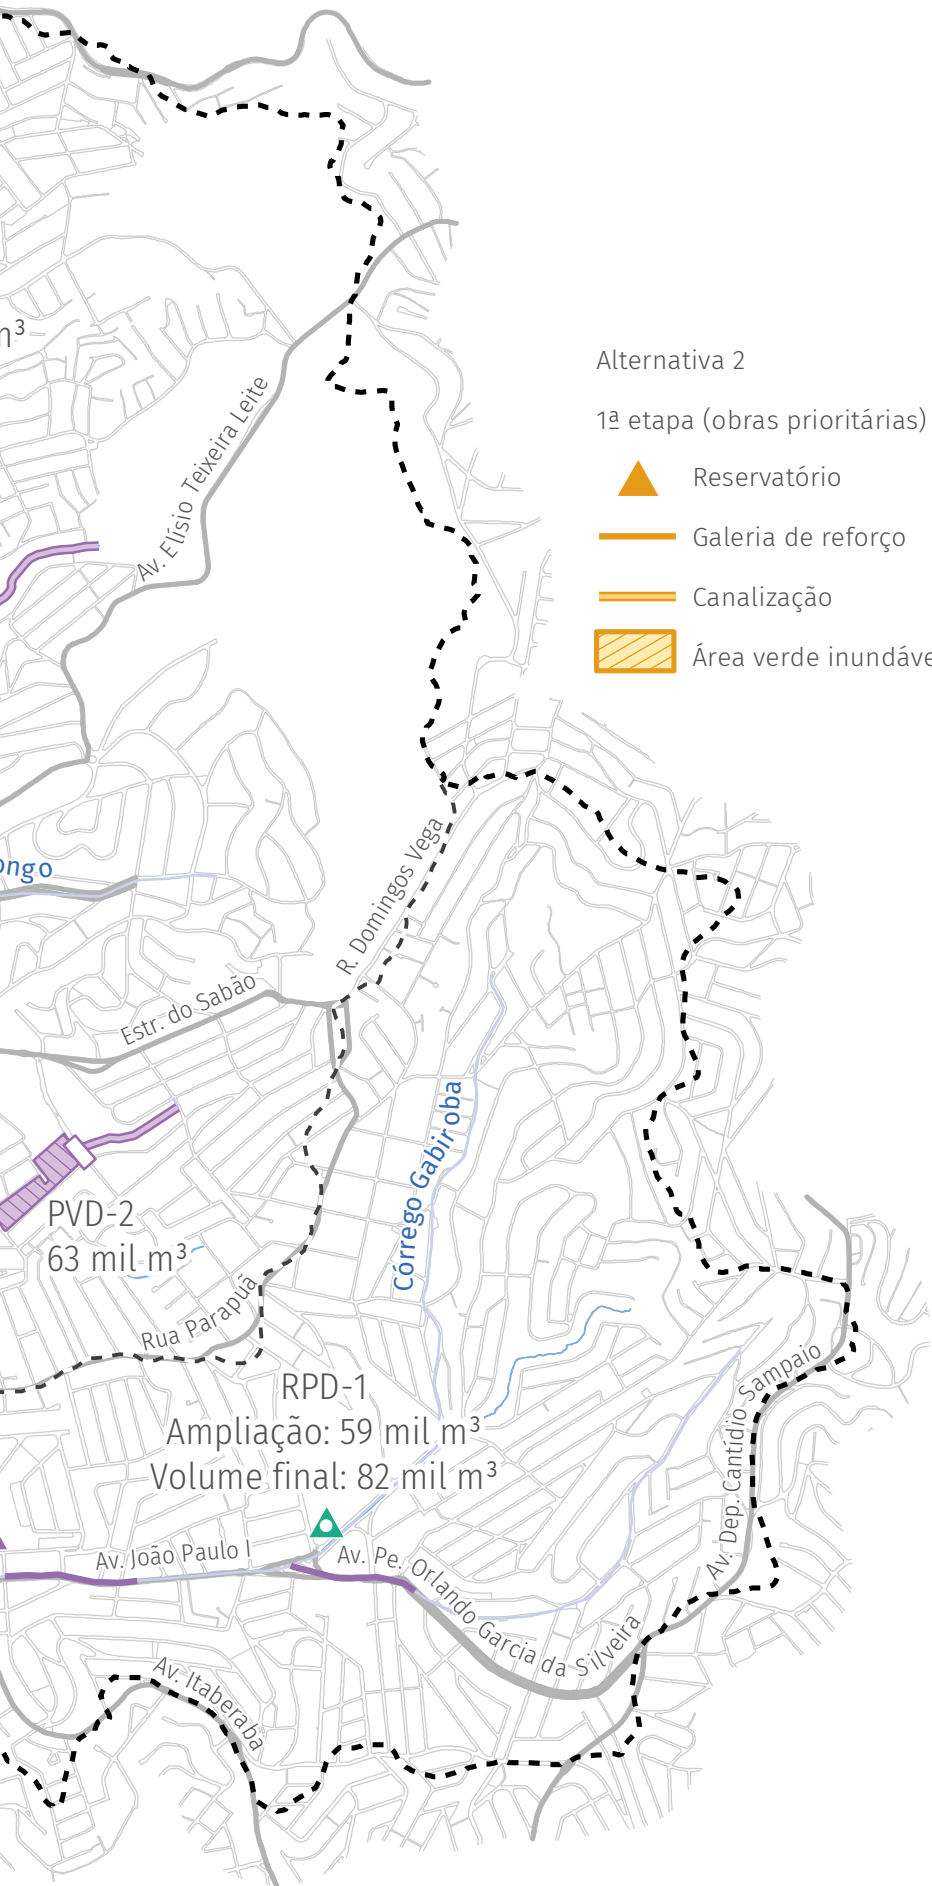 Alternativa 2
1ª etapa (obras prioritárias)
Reservatório
Galeria de reforço
Canalização
Área verde
Av. Elísio Teixeira Leite
R. Domingos Vega
Estr. do Sabão
Córrego Gabiroba
PVD-2
63 mil m³
Rua Parapuã
RPD-1
Ampliação: 59 mil m³
Volume final: 82 mil m³
Av. João Paulo I
Av. Pe. Orlando Garcia da Silveira
Av. Dep. Cantídio Sampaio
Av. Itaberaba